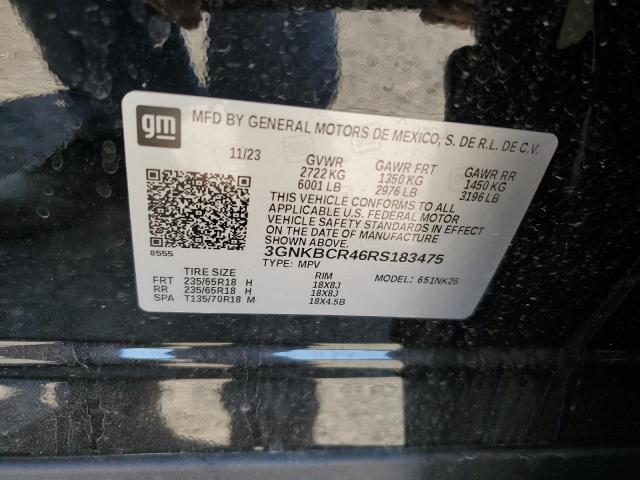 gm
MFD BY GENERAL MOTORS DE MEXICO, S. DE R.L. DE C.V.
11/23 GVWR GAWR FRT GAWR RR
2722 KG 1350 KG 1450 KG
6001 LB 2976 LB 3196 LB
THIS VEHICLE CONFORMS TO ALL
APPLICABLE U.S. FEDERAL MOTOR
VEHICLE SAFETY STANDARDS IN EFFECT
ON THE DATE OF MANUFACTURE
SHOWN ABOVE.
8555 3GNKBCR46RS183475
TYPE: MPV MODEL: 651NK26
TIRE SIZE RIM
FRT 235/65R18 H 18X8J
RR 235/65R18 H 18X8J
SPA T135/70R18 M 18X4.5B